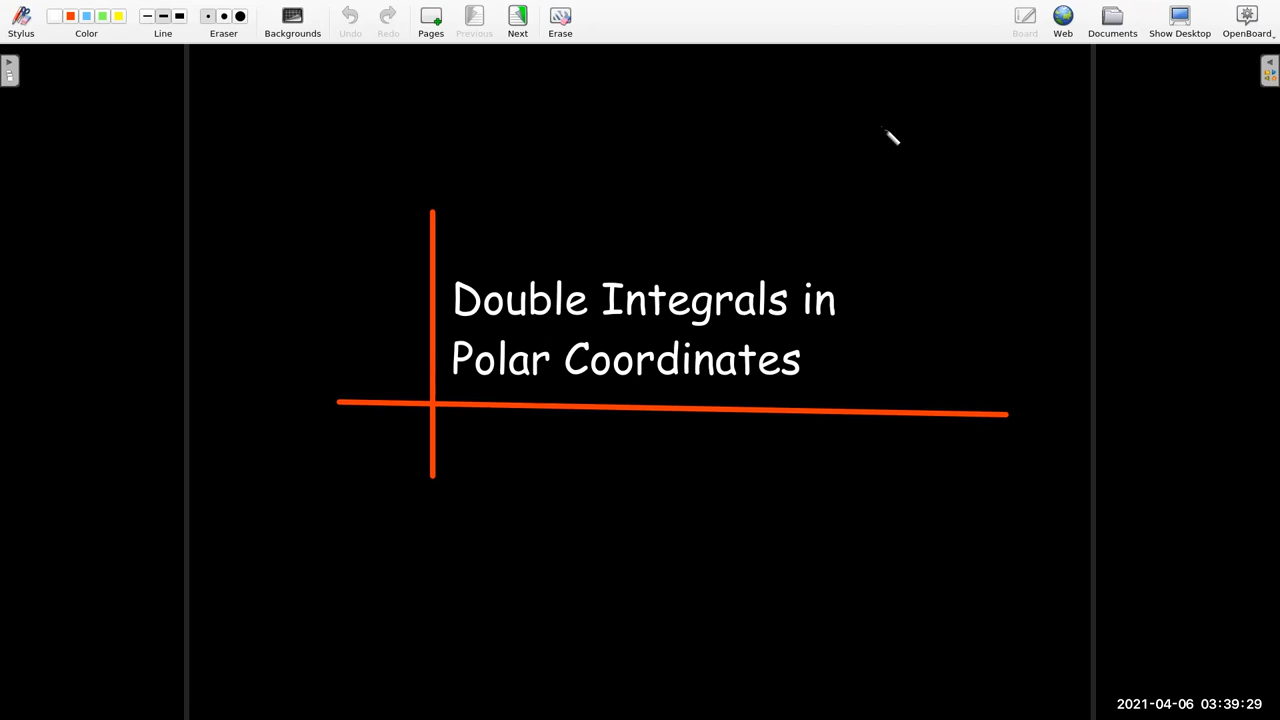 Stylus
Color
Line
Eraser
Backgrounds
Undo
Redo
Pages
Previous
Next
Erase
Board
Web
Documents
Show Desktop
OpenBoard
Double Integrals in
Polar Coordinates
2021-04-06 03:39:29